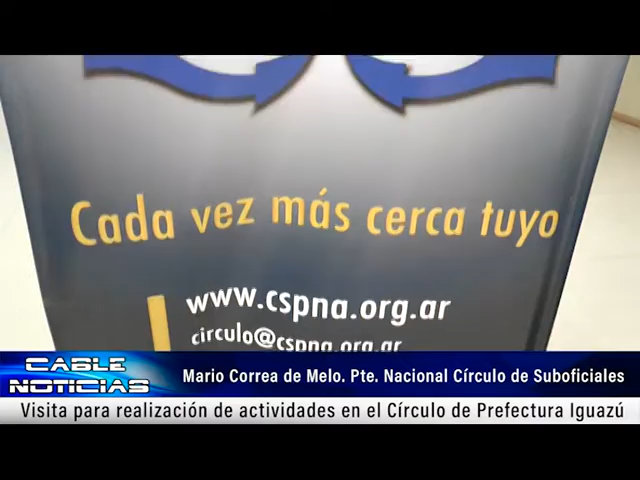 Cada vez más cerca tuyo
www.cspna.org.ar
circulo@cspna.org.ar
CABLE
NOTICIAS
Mario Correa de Melo. Pte. Nacional Círculo de Suboficiales
Visita para realización de actividades en el Círculo de Prefectura Iguazú